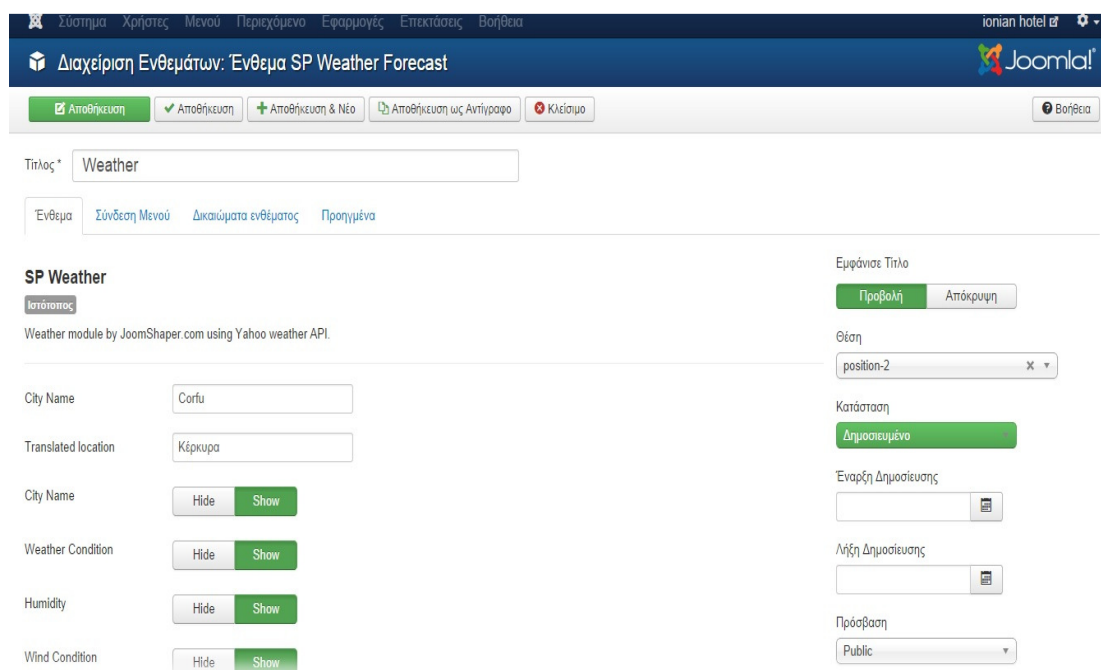 Σύστημα Χρήστες Μενού Περιεχόμενο Εφαρμογές Επεκτάσεις Βοήθεια ionian hotel
Διαχείριση Ενθεμάτων: Ένθεμα SP Weather Forecast Joomla!
Αποθήκευση Αποθήκευση Αποθήκευση & Νέο Αποθήκευση ως Αντίγραφο Κλείσιμο Βοήθεια
Τίτλος * Weather
Ένθεμα Σύνδεση Μενού Δικαιώματα ενθέματος Προηγμένα
SP Weather
Ιστότοπος
Weather module by JoomShaper.com using Yahoo weather API.
City Name Corfu
Translated location Κέρκυρα
City Name Hide Show
Weather Condition Hide Show
Humidity Hide Show
Wind Condition Hide Show
Εμφάνισε Τίτλο
Προβολή Απόκρυψη
Θέση
position-2
Κατάσταση
Δημοσιευμένο
Έναρξη Δημοσίευσης
Λήξη Δημοσίευσης
Πρόσβαση
Public